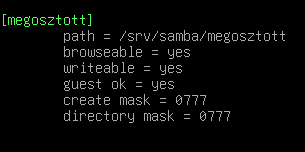 [megosztott]
path = /srv/samba/megosztott
browseable = yes
writeable = yes
guest ok = yes
create mask = 0777
directory mask = 0777